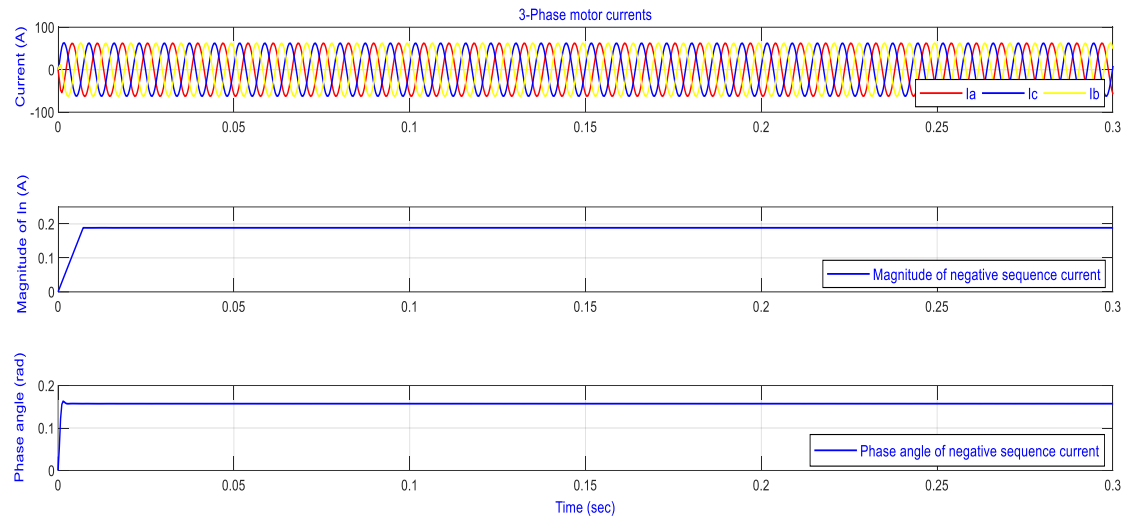 3-Phase motor currents
Current (A)
100
0
-100
Ia Ic Ib
0 0.05 0.1 0.15 0.2 0.25 0.3
Magnitude of In (A)
0.2
0.1
0
Magnitude of negative sequence current
0 0.05 0.1 0.15 0.2 0.25 0.3
Phase angle (rad)
0.2
0.1
0
Phase angle of negative sequence current
0 0.05 0.1 0.15 0.2 0.25 0.3
Time (sec)